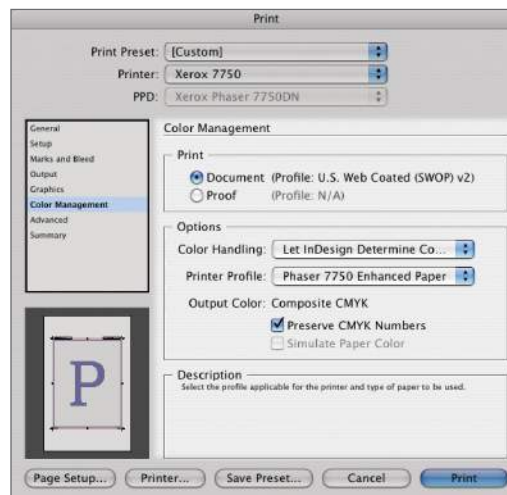 Print
Print Preset: [Custom]
Printer: Xerox 7750
PPD: Xerox Phaser 7750DN
General
Setup
Marks and Bleed
Output
Graphics
Color Management
Advanced
Summary
Color Management
Print
Document (Profile: U.S. Web Coated (SWOP) v2)
Proof (Profile: N/A)
Options
Color Handling: Let InDesign Determine Co...
Printer Profile: Phaser 7750 Enhanced Paper
Output Color: Composite CMYK
Preserve CMYK Numbers
Simulate Paper Color
Description
Select the profile applicable for the printer and type of paper to be used.
P
Page Setup... Printer... Save Preset... Cancel Print